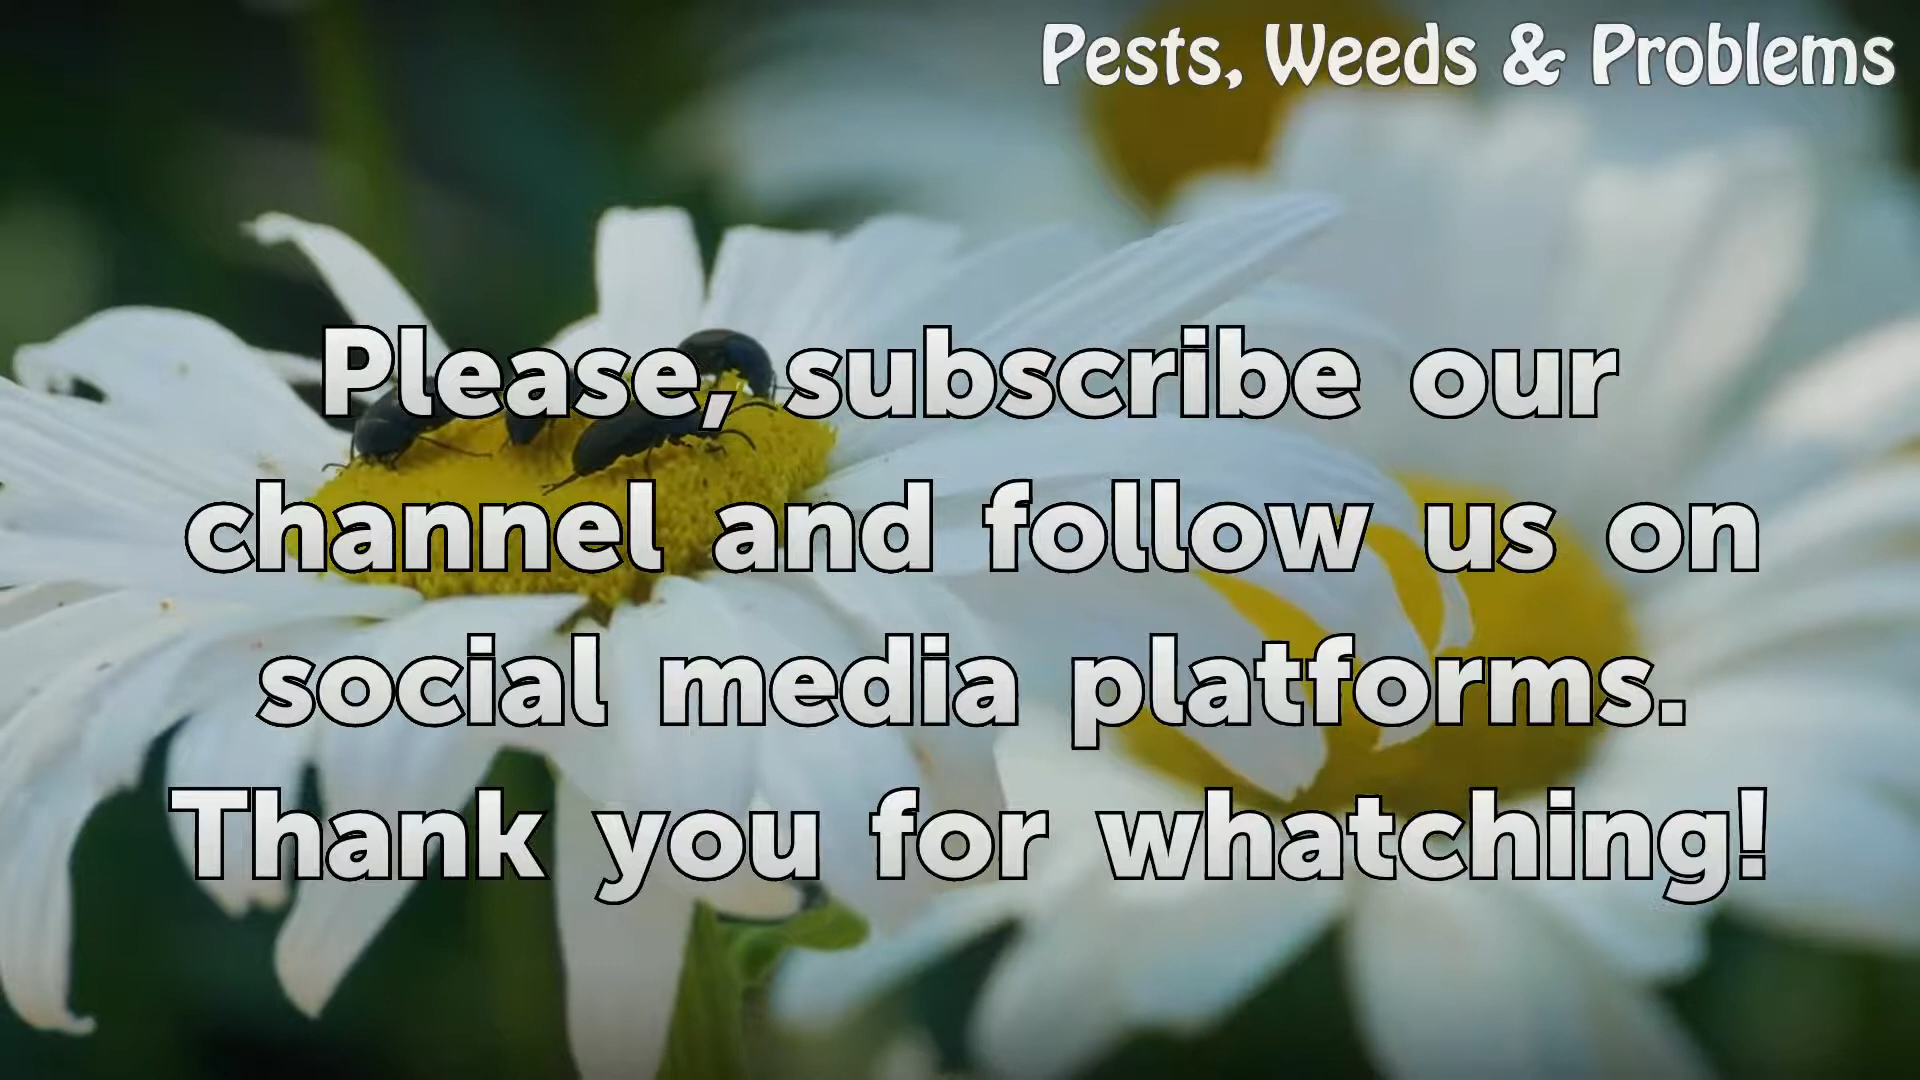 Pests, Weeds & Problems
Please, subscribe our
channel and follow us on
social media platforms.
Thank you for whatching!